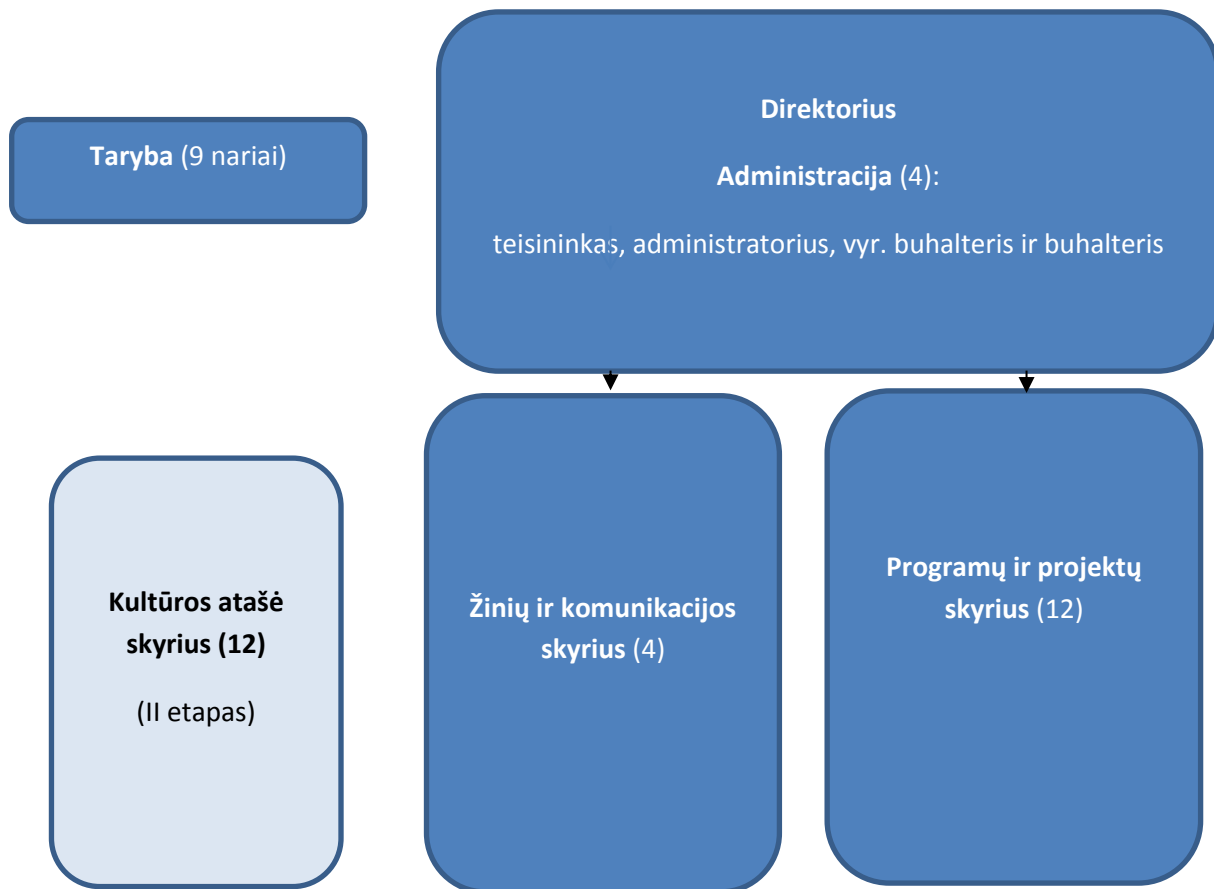 Taryba (9 nariai)
Direktorius
Administracija (4):
teisininkas, administratorius, vyr. buhalteris ir buhalteris
Kultūros atašė
skyrius (12)
(II etapas)
Žinių ir komunikacijos
skyrius (4)
Programų ir projektų
skyrius (12)